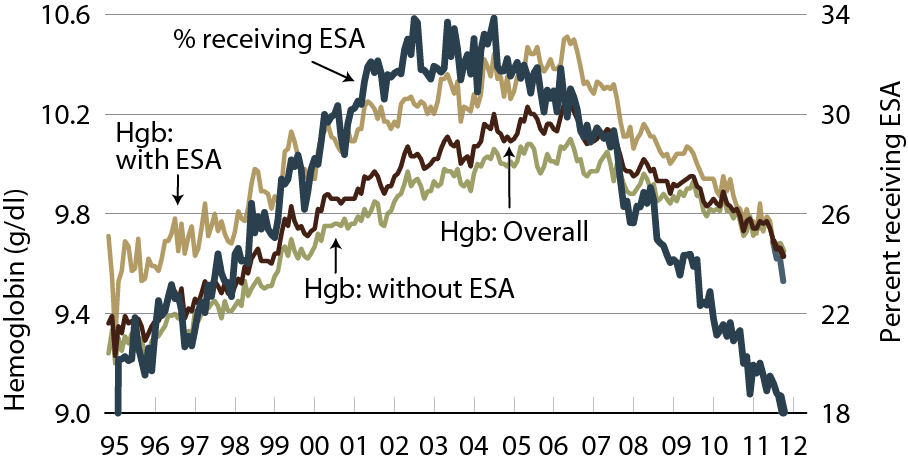 10.6
10.2
9.8
9.4
9.0
Hemoglobin (g/dl)
34
30
26
22
18
Percent receiving ESA
% receiving ESA
Hgb:
with ESA
Hgb: Overall
Hgb: without ESA
95 96 97 98 99 00 01 02 03 04 05 06 07 08 09 10 11 12